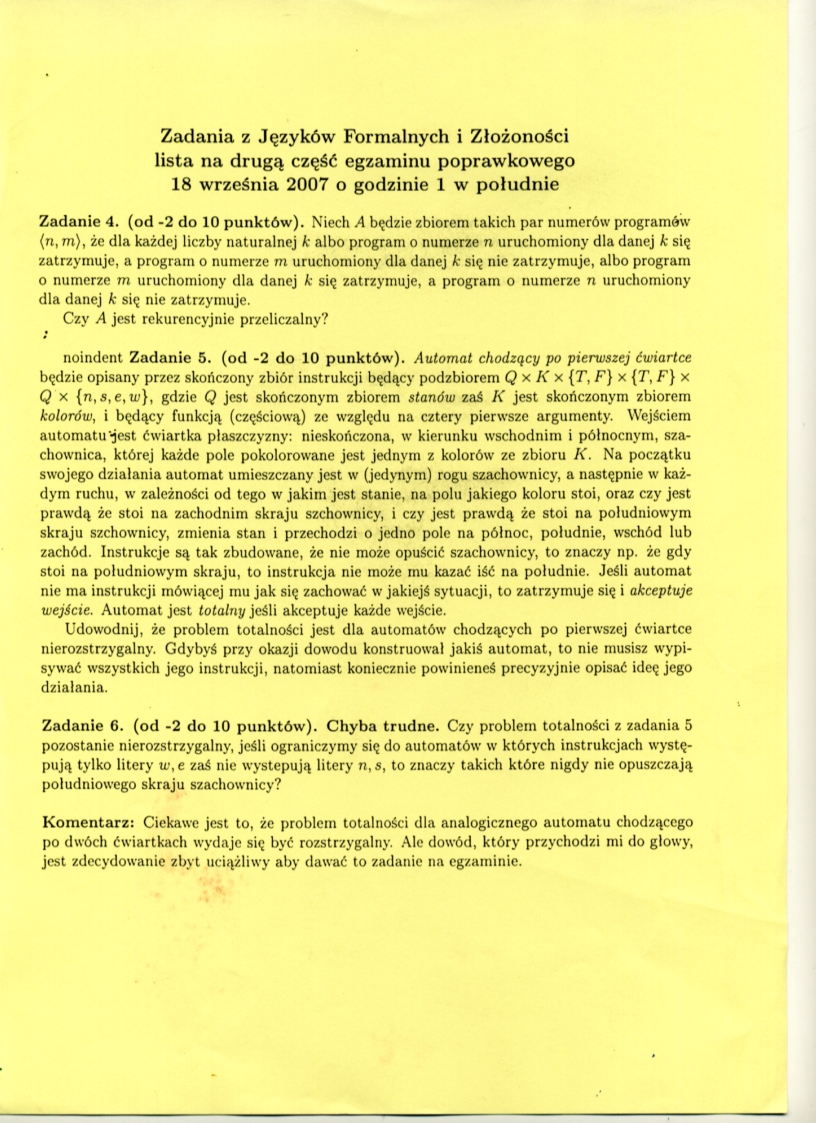 Zadania z Języków Formalnych i Złożoności
lista na drugą część egzaminu poprawkowego
18 września 2007 o godzinie 1 w południe
Zadanie 4. (od -2 do 10 punktów). Niech A będzie zbiorem takich par numerów programów
⟨n, m⟩, że dla każdej liczby naturalnej k albo program o numerze n uruchomiony dla danej k się
zatrzymuje, a program o numerze m uruchomiony dla danej k się nie zatrzymuje, albo program
o numerze m uruchomiony dla danej k się zatrzymuje, a program o numerze n uruchomiony
dla danej k się nie zatrzymuje.
Czy A jest rekurencyjnie przeliczalny?
noindent Zadanie 5. (od -2 do 10 punktów). Automat chodzący po pierwszej ćwiartce
będzie opisany przez skończony zbiór instrukcji będący podzbiorem Q × K × {T, F} × {T, F} ×
Q × {n, s, e, w}, gdzie Q jest skończonym zbiorem stanów zaś K jest skończonym zbiorem
kolorów, i będący funkcją (częściową) ze względu na cztery pierwsze argumenty. Wejściem
automatu jest ćwiartka płaszczyzny: nieskończona, w kierunku wschodnim i północnym, sza-
chownica, której każde pole pokolorowane jest jednym z kolorów ze zbioru K. Na początku
swojego działania automat umieszczany jest w (jedynym) rogu szachownicy, a następnie w każ-
dym ruchu, w zależności od tego w jakim jest stanie, na polu jakiego koloru stoi, oraz czy jest
prawdą że stoi na zachodnim skraju szchownicy, i czy jest prawdą że stoi na południowym
skraju szchownicy, zmienia stan i przechodzi o jedno pole na północ, południe, wschód lub
zachód. Instrukcje są tak zbudowane, że nie może opuścić szachownicy, to znaczy np. że gdy
stoi na południowym skraju, to instrukcja nie może mu kazać iść na południe. Jeśli automat
nie ma instrukcji mówiącej mu jak się zachować w jakiejś sytuacji, to zatrzymuje się i akceptuje
wejście. Automat jest totalny jeśli akceptuje każde wejście.
Udowodnij, że problem totalności jest dla automatów chodzących po pierwszej ćwiartce
nierozstrzygalny. Gdybyś przy okazji dowodu konstruował jakiś automat, to nie musisz wypi-
sywać wszystkich jego instrukcji, natomiast koniecznie powinieneś precyzyjnie opisać ideę jego
działania.
Zadanie 6. (od -2 do 10 punktów). Chyba trudne. Czy problem totalności z zadania 5
pozostanie nierozstrzygalny, jeśli ograniczymy się do automatów w których instrukcjach wystę-
pują tylko litery w, e zaś nie wystepują litery n, s, to znaczy takich które nigdy nie opuszczają
południowego skraju szachownicy?
Komentarz: Ciekawe jest to, że problem totalności dla analogicznego automatu chodzącego
po dwóch ćwiartkach wydaje się być rozstrzygalny. Ale dowód, który przychodzi mi do głowy,
jest zdecydowanie zbyt uciążliwy aby dawać to zadanie na egzaminie.